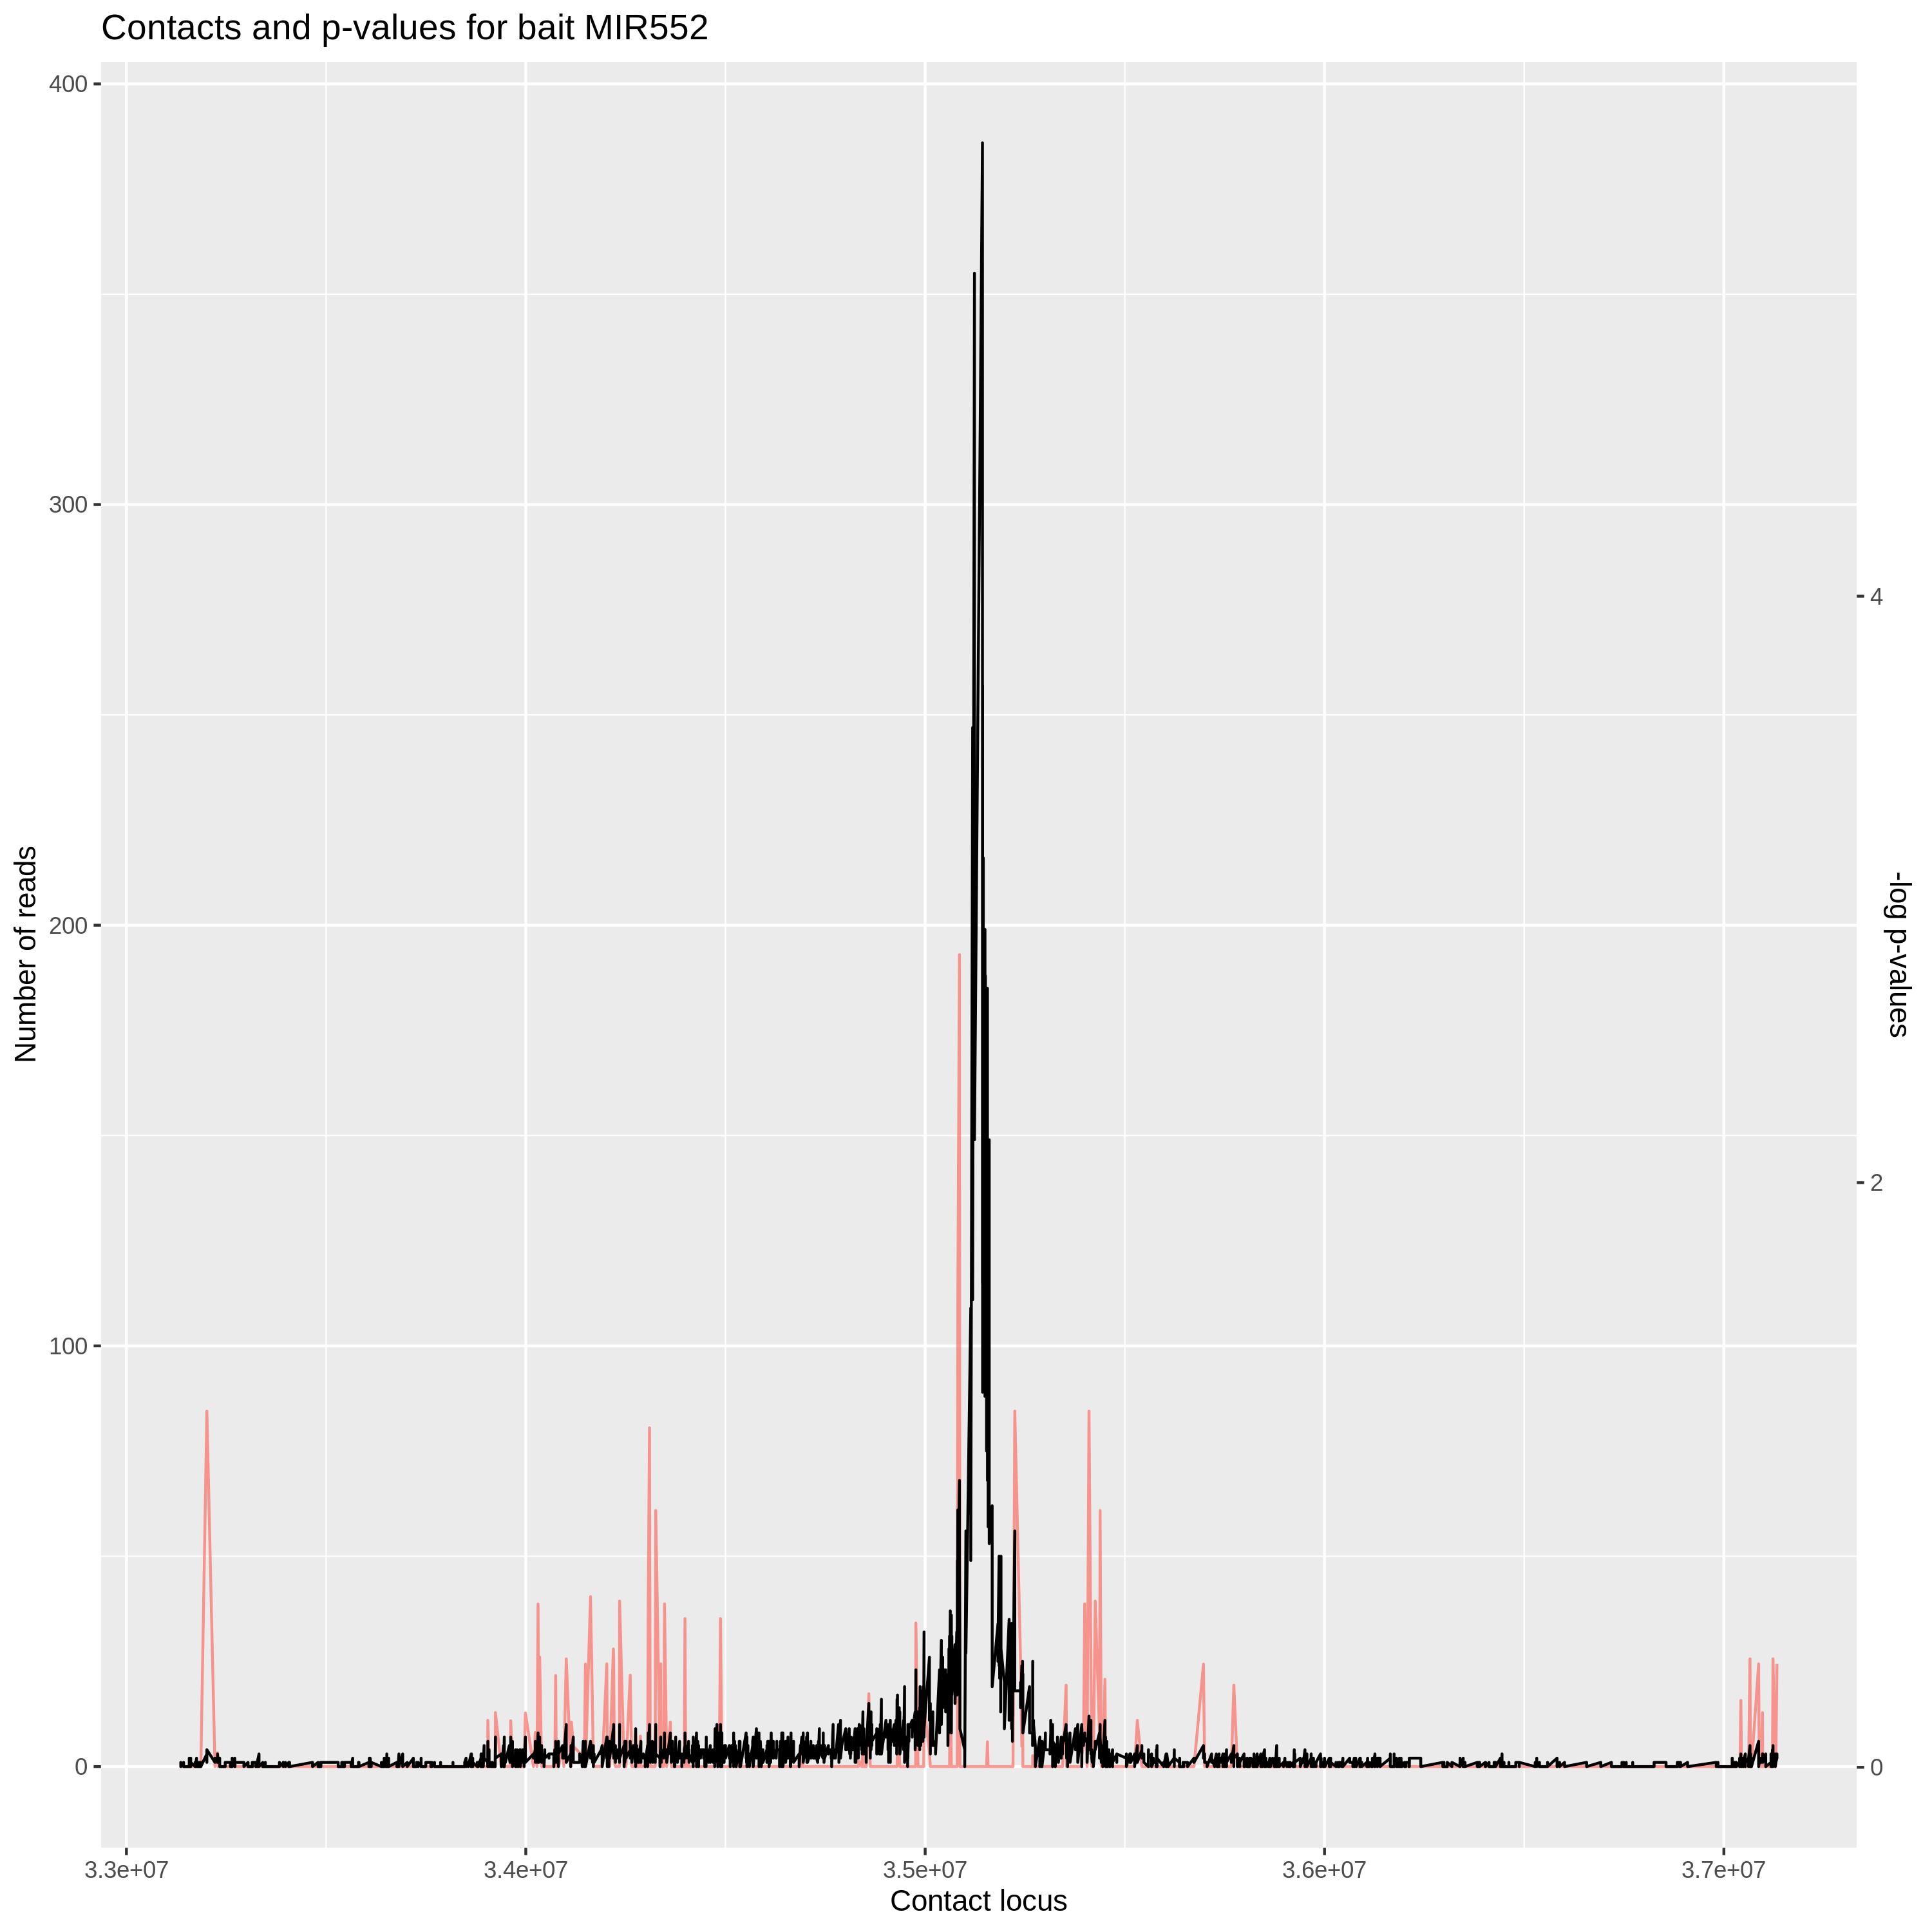 Contacts and p-values for bait MIR552
400
300
200
100
0
Number of reads
4
2
0
-log p-values
3.3e+07 3.4e+07 3.5e+07 3.6e+07 3.7e+07
Contact locus